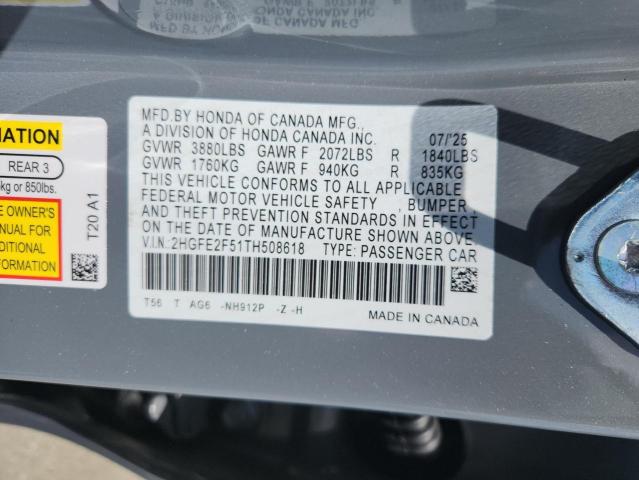 MFD.BY HONDA OF CANADA MFG.,
A DIVISION OF HONDA CANADA INC. 07/'25
GVWR 3880LBS GAWR F 2072LBS R 1840LBS
GVWR 1760KG GAWR F 940KG R 835KG
THIS VEHICLE CONFORMS TO ALL APPLICABLE
FEDERAL MOTOR VEHICLE SAFETY, BUMPER,
AND THEFT PREVENTION STANDARDS IN EFFECT
ON THE DATE OF MANUFACTURE SHOWN ABOVE.
V.I.N.:2HGFE2F51TH508618 TYPE: PASSENGER CAR
T56 T AG6 -NH912P -Z -H
MADE IN CANADA
MATION
REAR 3
kg or 850lbs.
E OWNER'S
ANUAL FOR
DDITIONAL
ORMATION
T20 A1